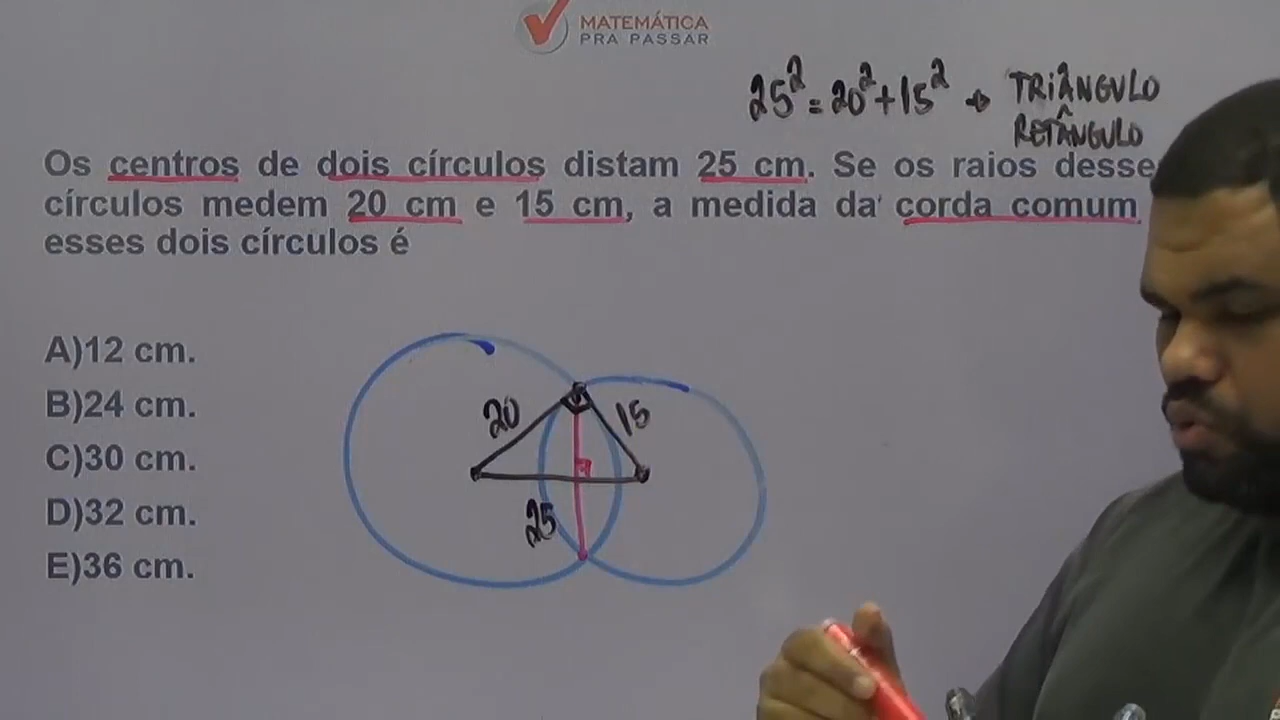 MATEMÁTICA
PRA PASSAR
25² = 20² + 15² → TRIÂNGULO
RETÂNGULO
Os centros de dois círculos distam 25 cm. Se os raios desse
círculos medem 20 cm e 15 cm, a medida da corda comum
esses dois círculos é
A)12 cm.
B)24 cm.
C)30 cm.
D)32 cm.
E)36 cm.
20
15
25